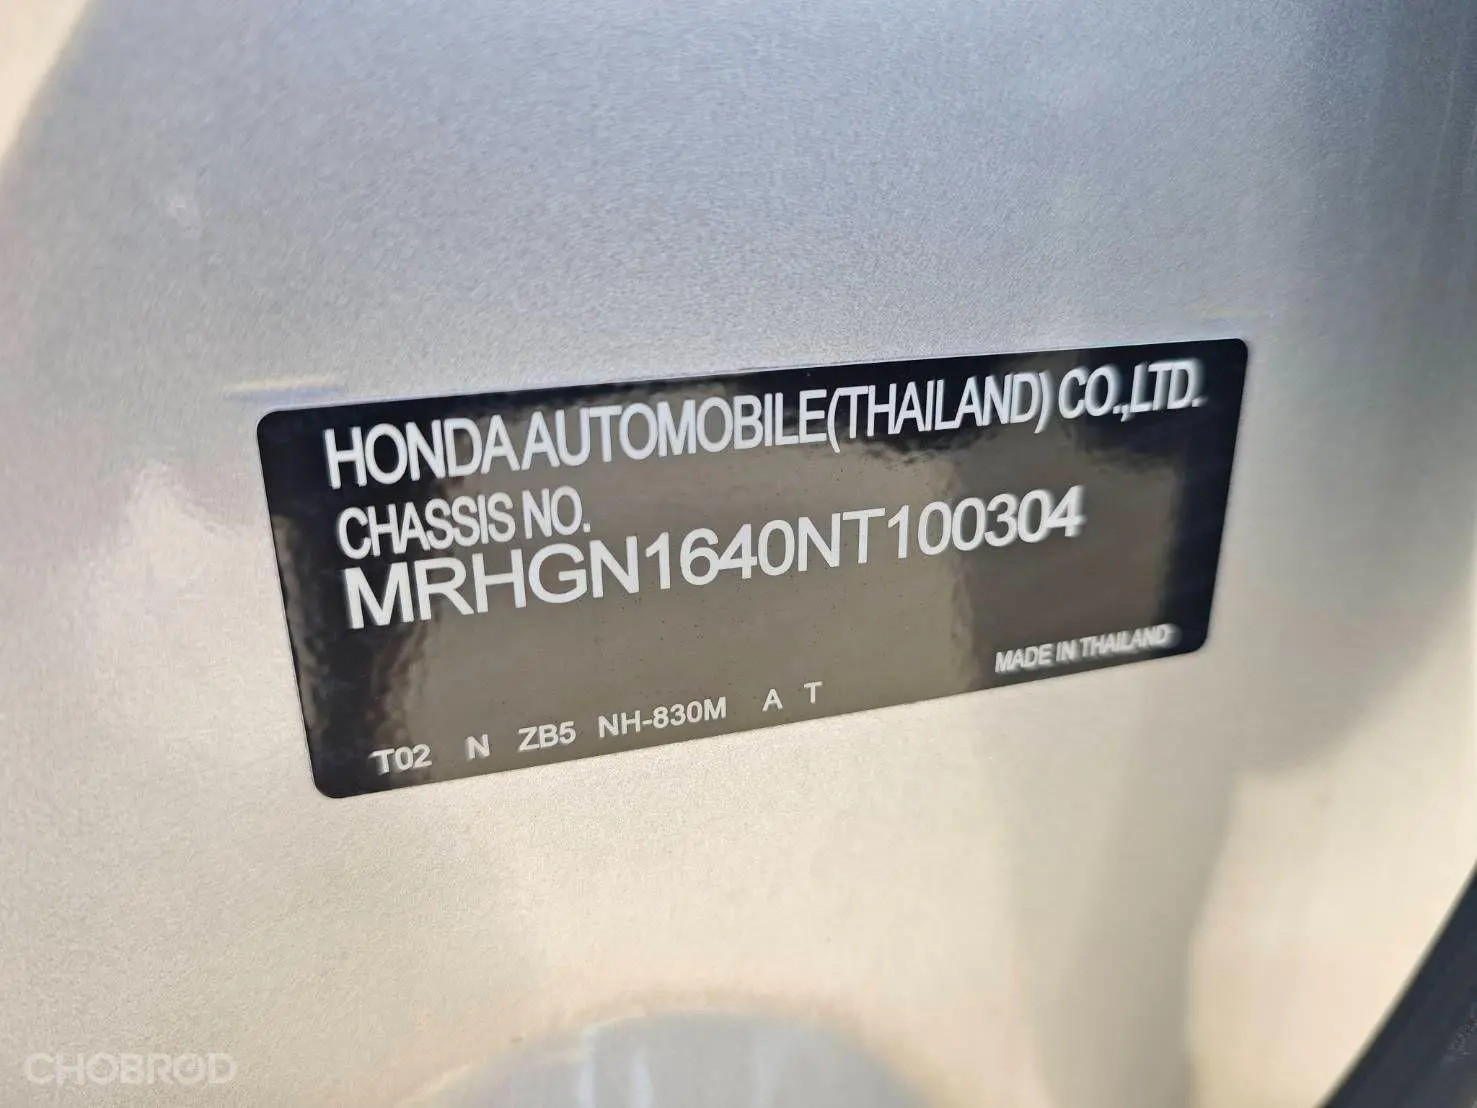 HONDA AUTOMOBILE(THAILAND) CO.,LTD.
CHASSIS NO.
MRHGN1640NT100304
MADE IN THAILAND
T02 N ZB5 NH-830M A T
CHOBROD